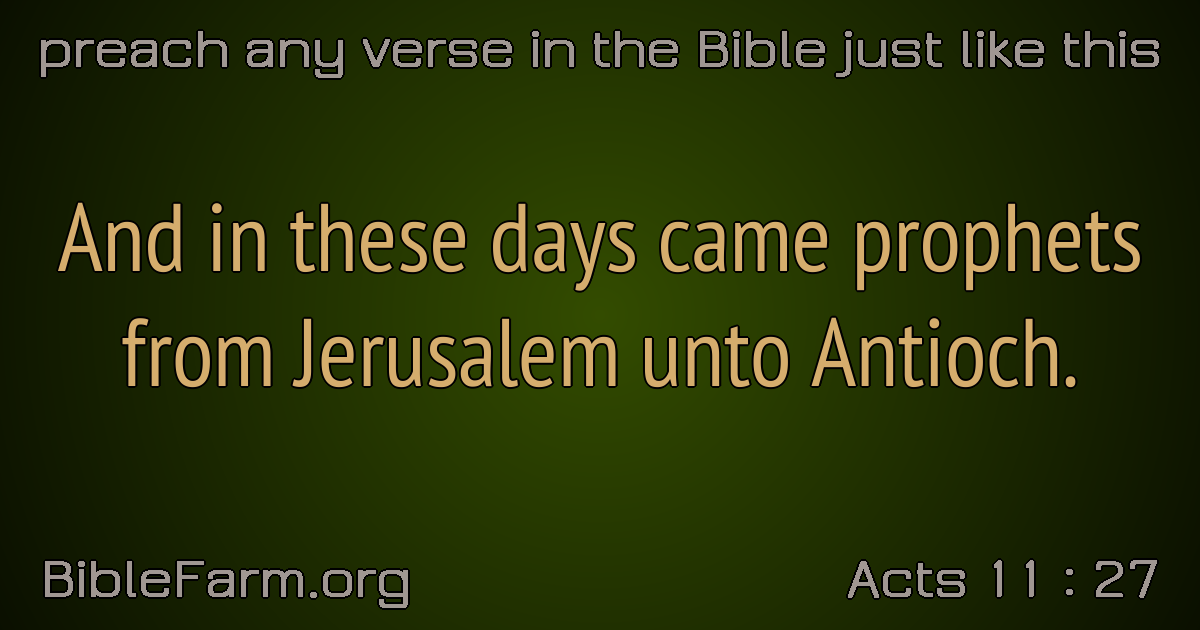 preach any verse in the Bible just like this
And in these days came prophets
from Jerusalem unto Antioch.
BibleFarm.org
Acts 11 : 27